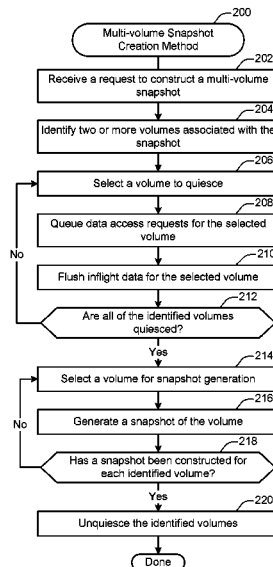 200
Multi-volume Snapshot
Creation Method
202
Receive a request to construct a multi-volume
snapshot
204
Identify two or more volumes associated with the
snapshot
206
Select a volume to quiesce
208
No
Queue data access requests for the selected
volume
210
Flush inflight data for the selected volume
212
Are all of the identified volumes
quiesced?
Yes
214
Select a volume for snapshot generation
216
Generate a snapshot of the volume
No
218
Has a snapshot been constructed for
each identified volume?
Yes
220
Unquiesce the identified volumes
Done